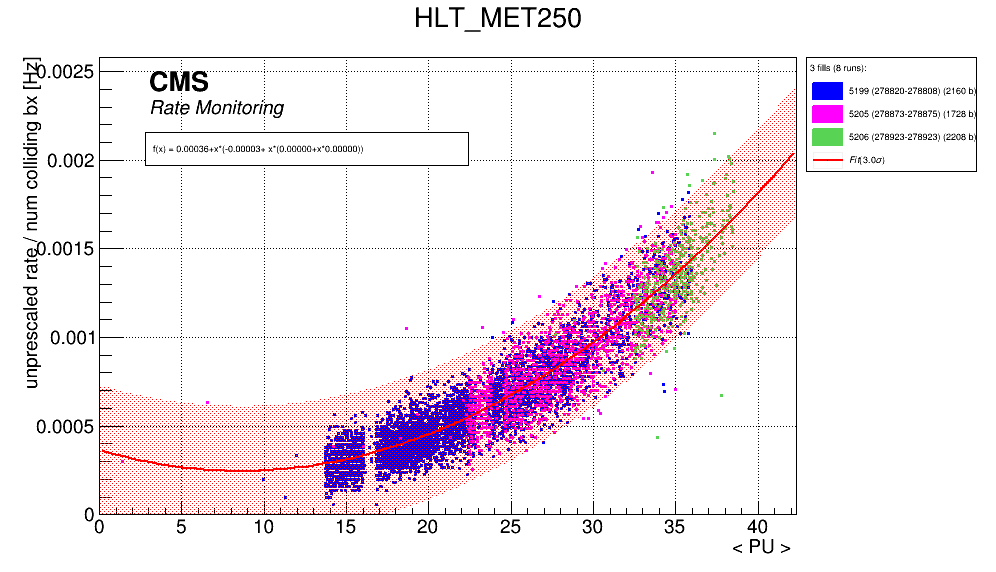 HLT_MET250
unprescaled rate / num colliding bx [Hz]
0.0025
0.002
0.0015
0.001
0.0005
0
CMS
Rate Monitoring
f(x) = 0.00036+x*(-0.00003+ x*(0.00000+x*0.00000))
0 5 10 15 20 25 30 35 40
< PU >
3 fills (8 runs):
5199 (278820-278808) (2160 b)
5205 (278873-278875) (1728 b)
5206 (278923-278923) (2208 b)
Fit(3.0σ)